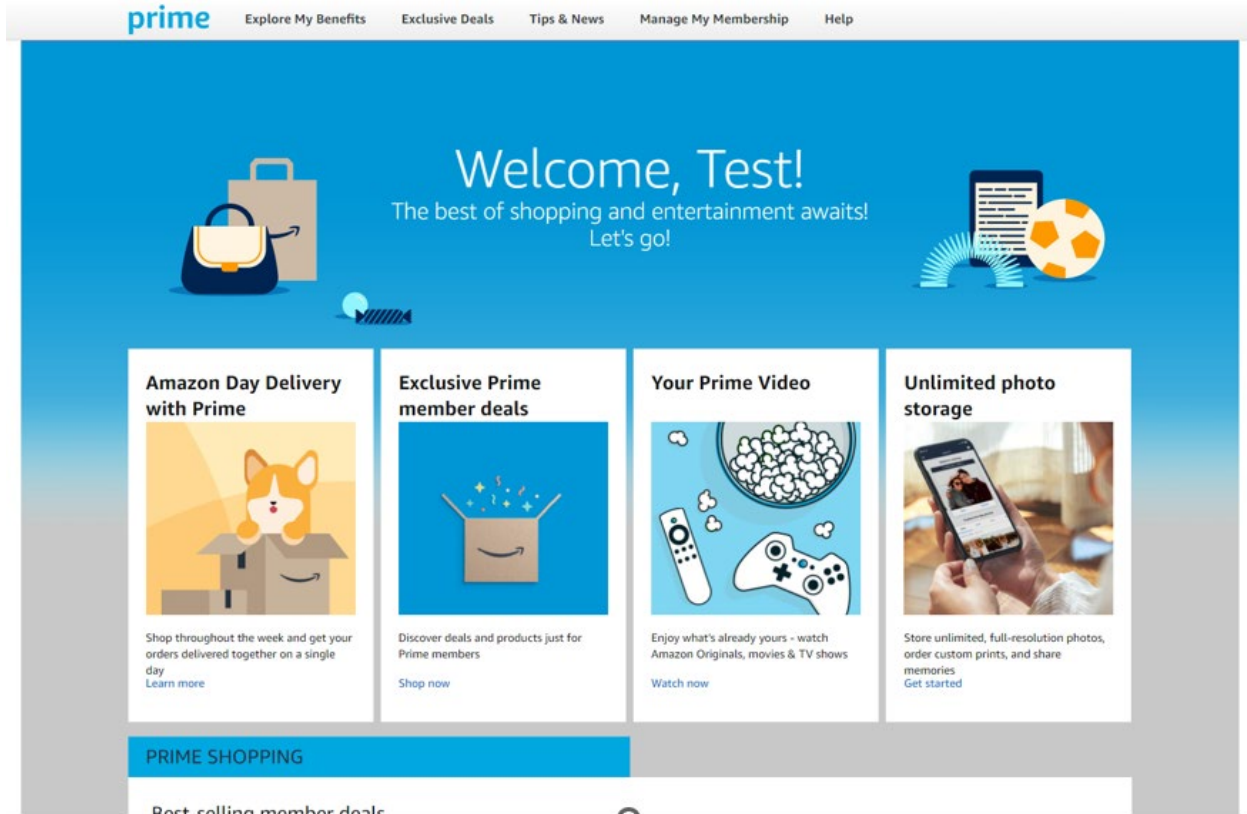 prime Explore My Benefits Exclusive Deals Tips & News Manage My Membership Help
Welcome, Test!
The best of shopping and entertainment awaits!
Let's go!
Amazon Day Delivery
with Prime
Shop throughout the week and get your
orders delivered together on a single
day
Learn more
Exclusive Prime
member deals
Discover deals and products just for
Prime members
Shop now
Your Prime Video
Enjoy what's already yours - watch
Amazon Originals, movies & TV shows
Watch now
Unlimited photo
storage
Store unlimited, full-resolution photos,
order custom prints, and share
memories
Get started
PRIME SHOPPING
Best-selling member deals